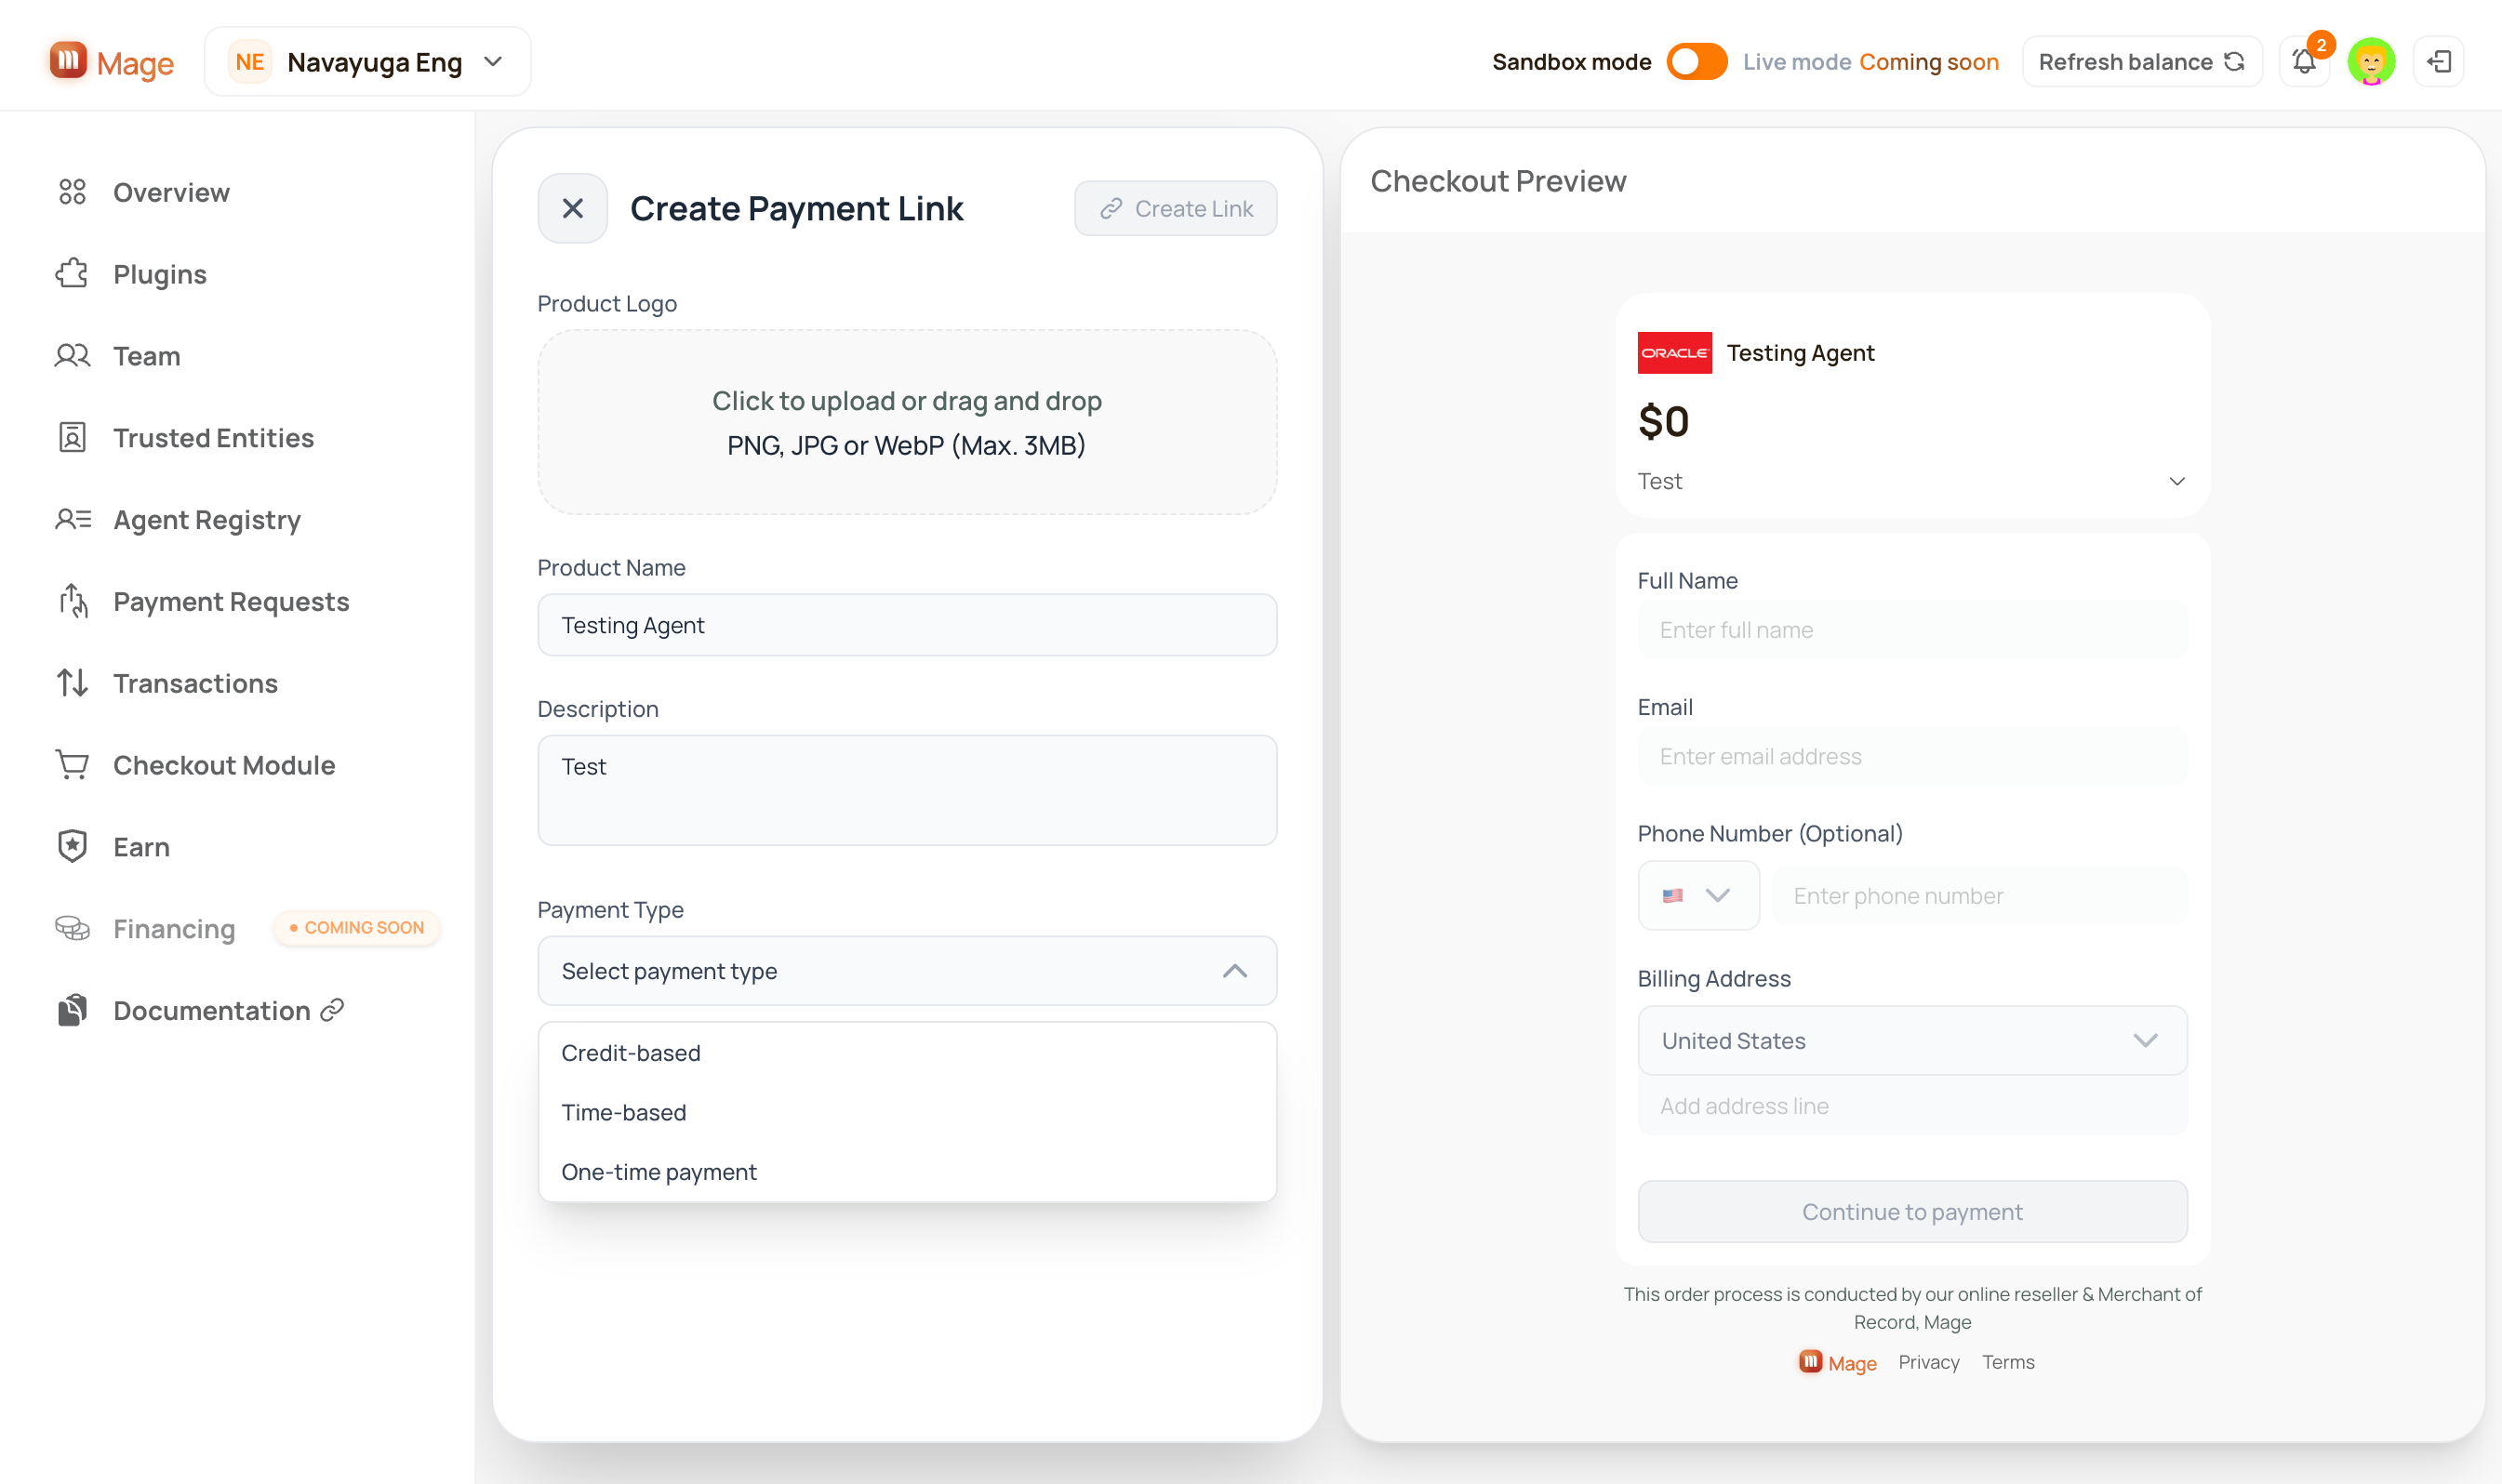 Mage
NE Navayuga Eng
Sandbox mode Live mode Coming soon Refresh balance 2
Overview
Plugins
Team
Trusted Entities
Agent Registry
Payment Requests
Transactions
Checkout Module
Earn
Financing COMING SOON
Documentation
Create Payment Link Create Link
Product Logo
Click to upload or drag and drop
PNG, JPG or WebP (Max. 3MB)
Product Name
Testing Agent
Description
Test
Payment Type
Select payment type
Credit-based
Time-based
One-time payment
Checkout Preview
ORACLE Testing Agent
$0
Test
Full Name
Enter full name
Email
Enter email address
Phone Number (Optional)
Enter phone number
Billing Address
United States
Add address line
Continue to payment
This order process is conducted by our online reseller & Merchant of
Record, Mage
Mage Privacy Terms